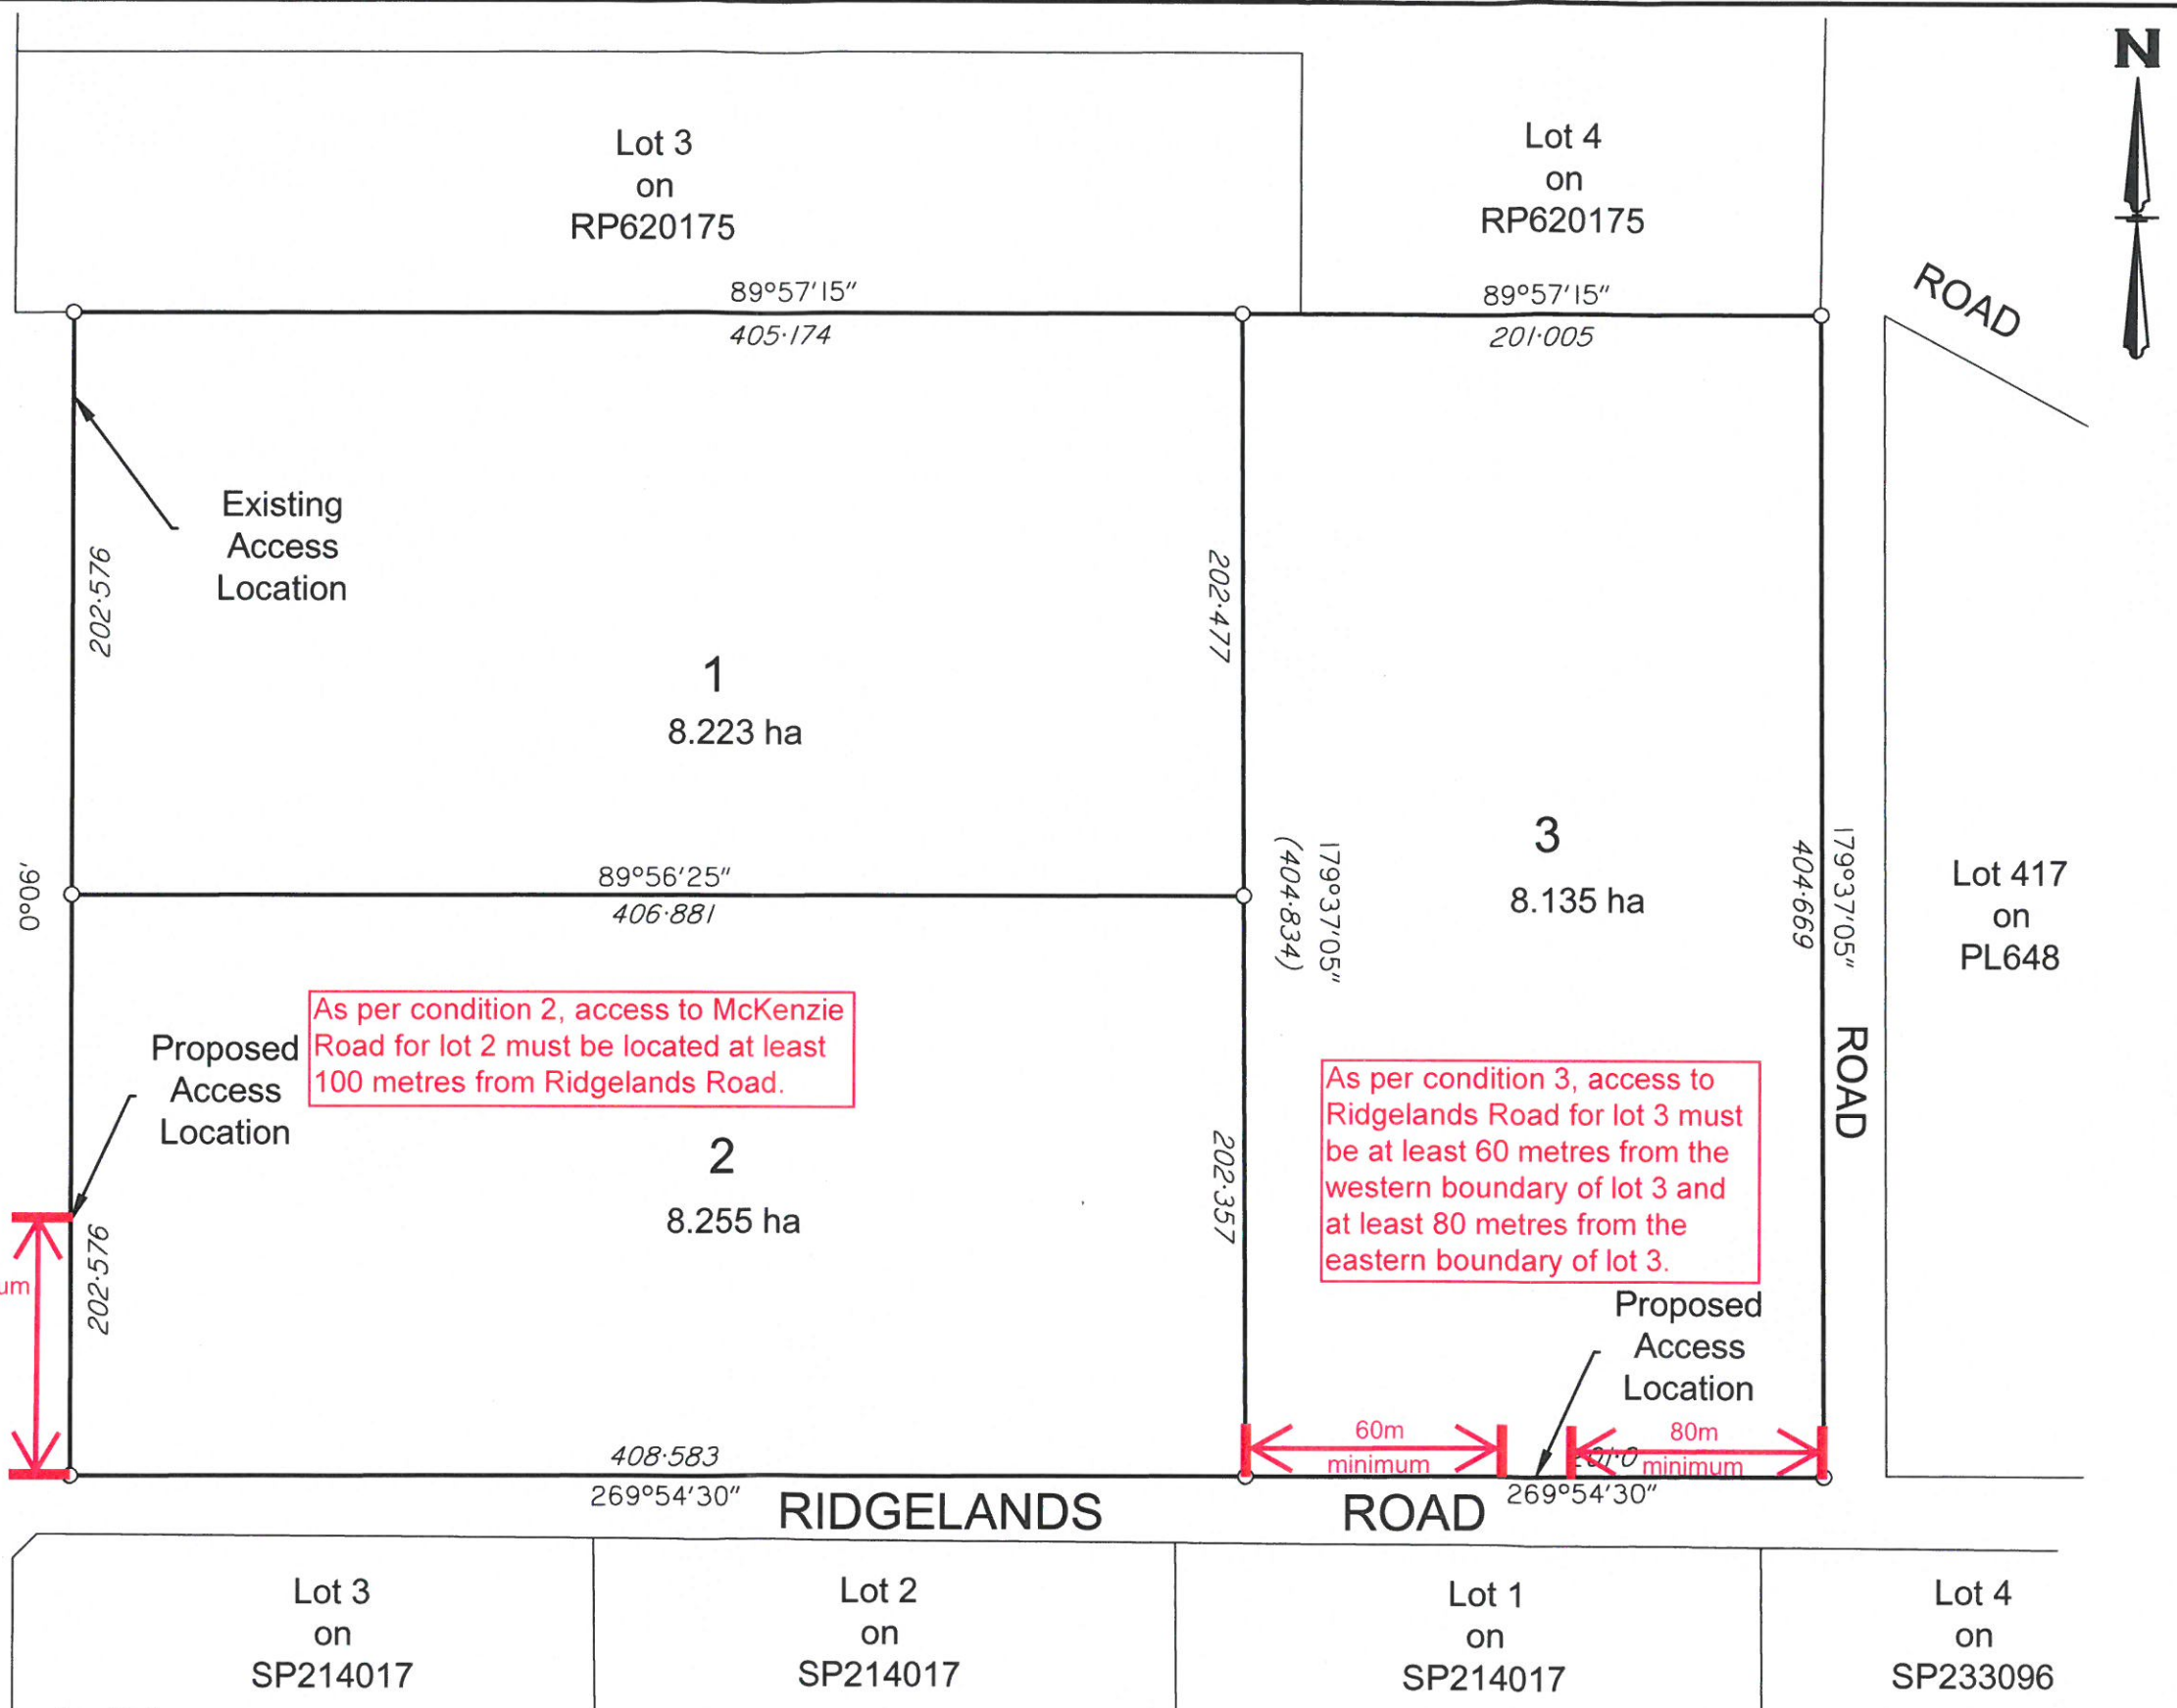 N
Lot 3
on
RP620175
Lot 4
on
RP620175
ROAD
89°57'15"
405·174
89°57'15"
201·005
Existing
Access
Location
202·576
202·477
1
8.223 ha
0°09'
89°56'25"
406·881
179°37'05"
(404·834)
3
8.135 ha
179°37'05"
404·669
Lot 417
on
PL648
As per condition 2, access to McKenzie
Road for lot 2 must be located at least
100 metres from Ridgelands Road.
Proposed
Access
Location
2
8.255 ha
202·576
202·357
As per condition 3, access to
Ridgelands Road for lot 3 must
be at least 60 metres from the
western boundary of lot 3 and
at least 80 metres from the
eastern boundary of lot 3.
ROAD
Proposed
Access
Location
60m
minimum
80m
minimum
408·583
269°54'30"
269°54'30"
RIDGELANDS ROAD
Lot 3
on
SP214017
Lot 2
on
SP214017
Lot 1
on
SP214017
Lot 4
on
SP233096